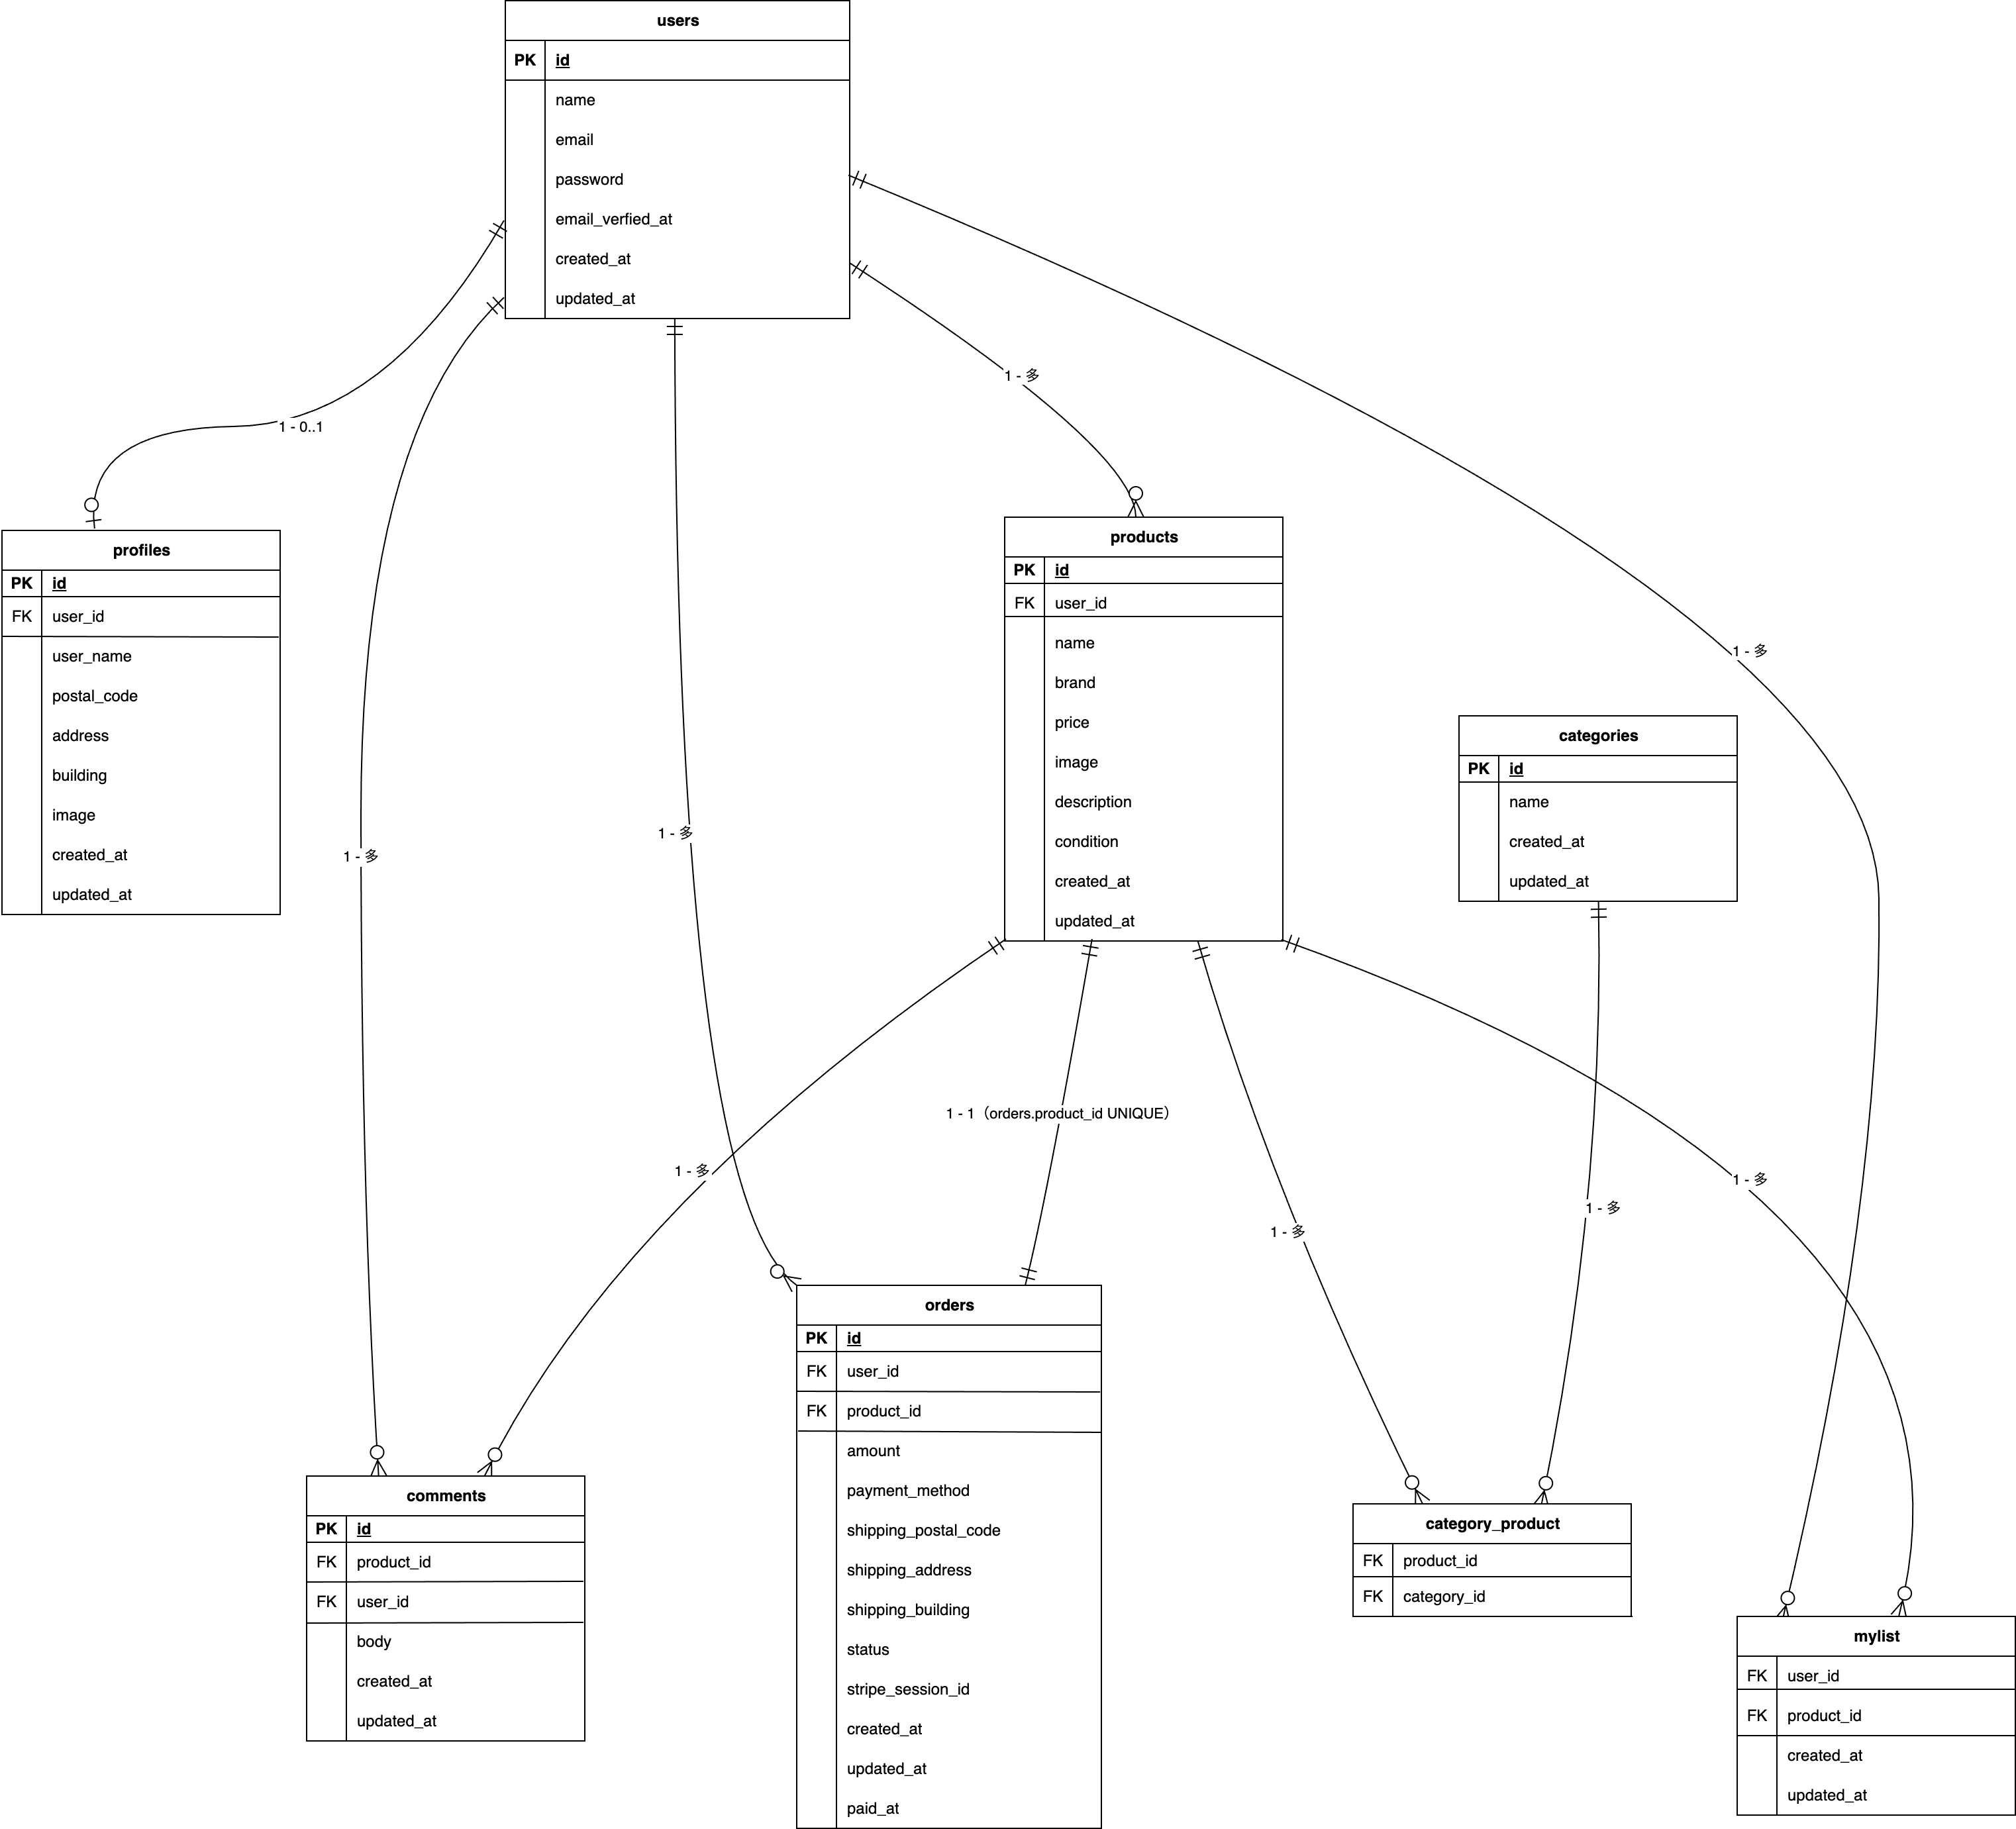 users
PK id
name
email
password
email_verfied_at
created_at
updated_at
1 - 多
1 - 0..1
profiles
PK id
FK user_id
user_name
postal_code
address
building
image
created_at
updated_at
products
PK id
FK user_id
name
brand
price
image
description
condition
created_at
updated_at
1 - 多
categories
PK id
name
created_at
updated_at
1 - 多
1 - 多
1 - 1（orders.product_id UNIQUE）
1 - 多
1 - 多
1 - 多
1 - 多
orders
PK id
FK user_id
FK product_id
amount
payment_method
shipping_postal_code
shipping_address
shipping_building
status
stripe_session_id
created_at
updated_at
paid_at
comments
PK id
FK product_id
FK user_id
body
created_at
updated_at
category_product
FK product_id
FK category_id
mylist
FK user_id
FK product_id
created_at
updated_at